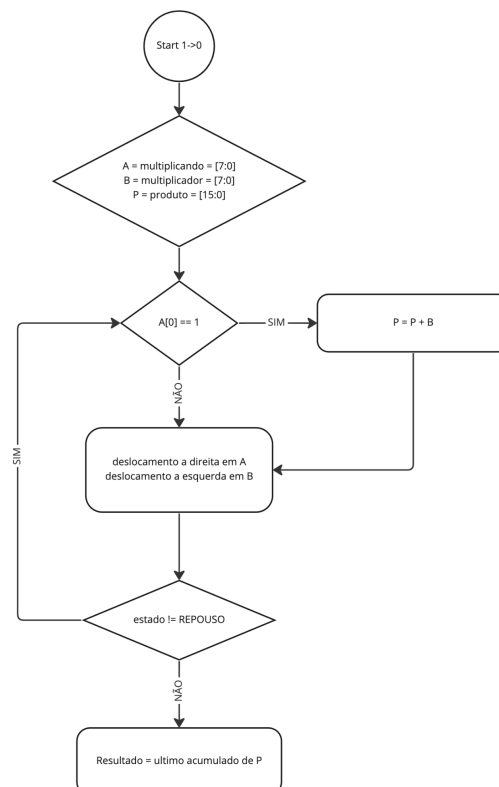 Start 1->0
A = multiplicando = [7:0]
B = multiplicador = [7:0]
P = produto = [15:0]
A[0] == 1
SIM
P = P + B
NÃO
SIM
deslocamento a direita em A
deslocamento a esquerda em B
estado != REPOUSO
NÃO
Resultado = ultimo acumulado de P